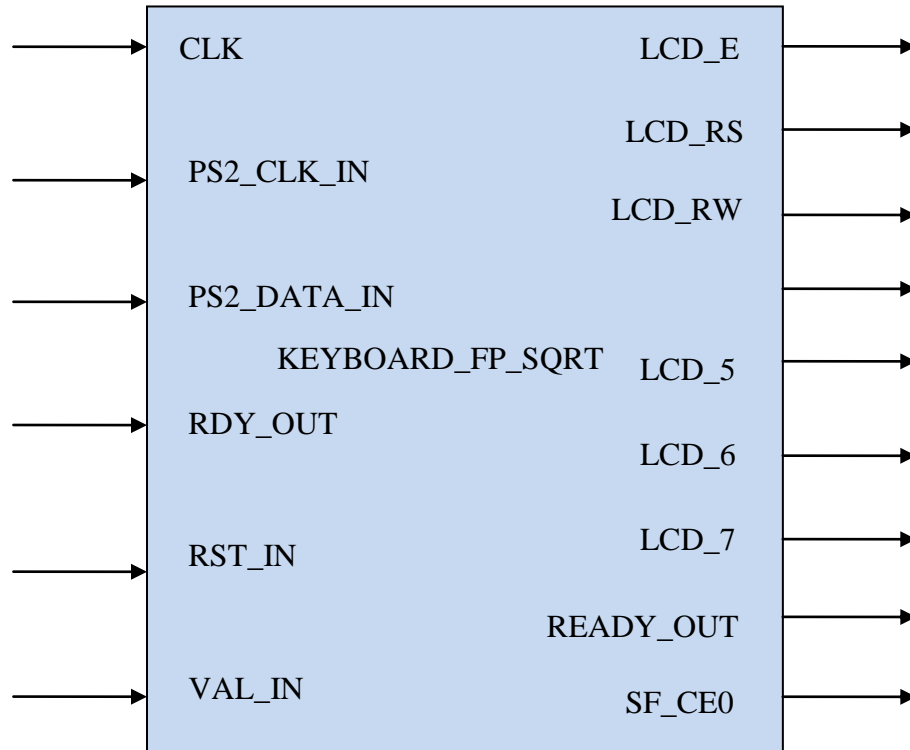 CLK
LCD_E
LCD_RS
PS2_CLK_IN
LCD_RW
PS2_DATA_IN
KEYBOARD_FP_SQRT
LCD_5
RDY_OUT
LCD_6
LCD_7
RST_IN
READY_OUT
VAL_IN
SF_CE0